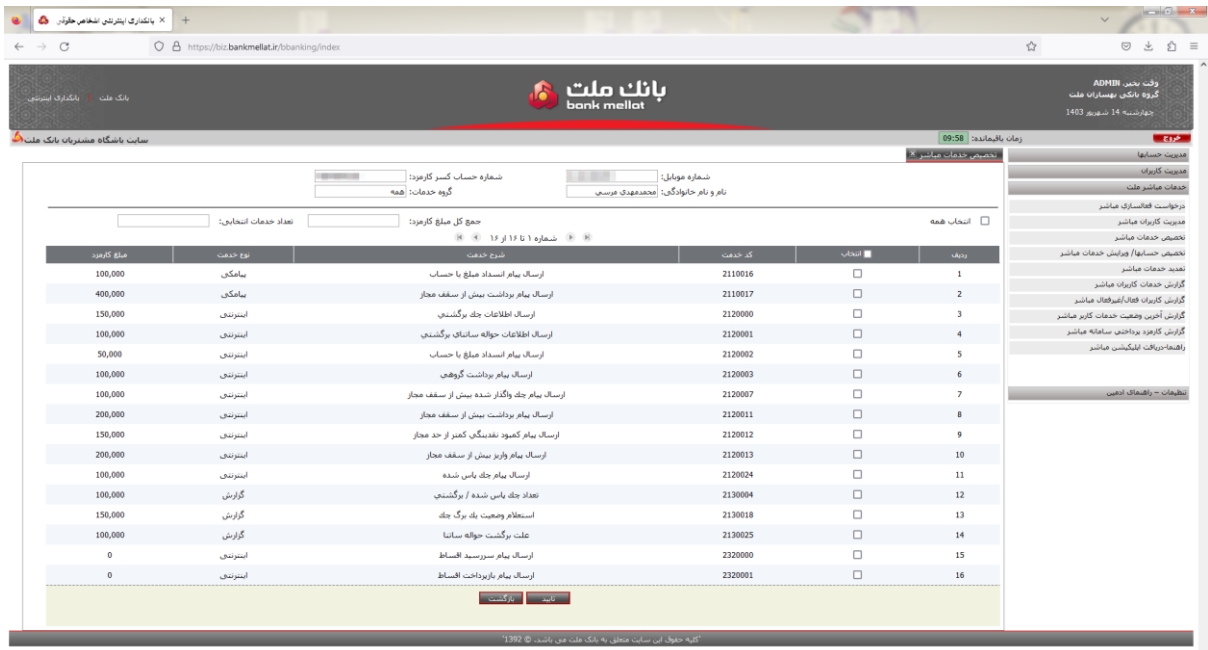 بانکداری اینترنتی اشخاص حقوقی
https://biz.bankmellat.ir/bbanking/index
وقت بخیر، ADMIN
گروه بانکی بهسازان ملت
چهارشنبه 14 شهریور 1403
بانك ملت
bank mellat
بانک ملت بانکداری اینترنتی
خروج
زمان باقیمانده: 09:58
سایت باشگاه مشتریان بانک ملت
مدیریت حسابها
مدیریت کاربران
خدمات مباشر ملت
درخواست فعالسازی مباشر
مدیریت کاربران مباشر
تخصیص خدمات مباشر
تخصیص حسابها/ ویرایش خدمات مباشر
تمدید خدمات مباشر
گزارش خدمات کاربران مباشر
گزارش کاربران فعال/غیرفعال مباشر
گزارش آخرین وضعیت خدمات کاربر مباشر
گزارش کارمزد پرداختی سامانه مباشر
راهنما-دریافت اپلیکیشن مباشر
تنظیمات – راهنمای ادمین
تخصیص خدمات مباشر ×
شماره موبایل: شماره حساب کسر کارمزد:
نام و نام خانوادگی: محمدمهدی مرسی گروه خدمات: همه
انتخاب همه جمع کل مبلغ کارمزد: تعداد خدمات انتخابی:
شماره ۱ تا ۱۶ از ۱۶
ردیف انتخاب کد خدمت شرح خدمت نوع خدمت مبلغ کارمزد
1 2110016 ارسال پیام انسداد مبلغ یا حساب پیامکی 100,000
2 2110017 ارسال پیام برداشت بیش از سقف مجاز پیامکی 400,000
3 2120000 ارسال اطلاعات چك برگشتي اینترنتی 150,000
4 2120001 ارسال اطلاعات حواله ساتنای برگشتی اینترنتی 100,000
5 2120002 ارسال پیام انسداد مبلغ یا حساب اینترنتی 50,000
6 2120003 ارسال پیام برداشت گروهی اینترنتی 100,000
7 2120007 ارسال پیام چك واگذار شده بیش از سقف مجاز اینترنتی 100,000
8 2120011 ارسال پیام برداشت بیش از سقف مجاز اینترنتی 200,000
9 2120012 ارسال پیام کمبود نقدینگی کمتر از حد مجاز اینترنتی 150,000
10 2120013 ارسال پیام واریز بیش از سقف مجاز اینترنتی 200,000
11 2120024 ارسال پیام چك پاس شده اینترنتی 100,000
12 2130004 تعداد چك پاس شده / برگشتی گزارش 100,000
13 2130018 استعلام وضعیت یك برگ چك گزارش 150,000
14 2130025 علت برگشت حواله ساتنا گزارش 100,000
15 2320000 ارسال پیام سررسید اقساط اینترنتی 0
16 2320001 ارسال پیام بازپرداخت اقساط اینترنتی 0
تایید بازگشت
"کلیه حقوق این سایت متعلق به بانک ملت می باشد. © 1392"